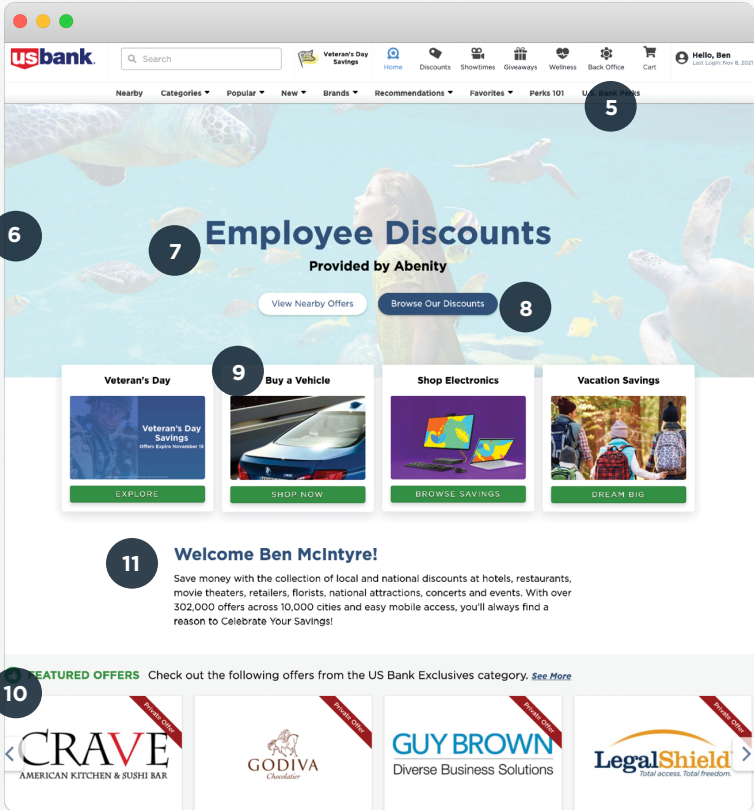 usbank.
Search
Veteran's Day
Savings
Home
Discounts
Showtimes
Giveaways
Wellness
Back Office
Cart
Hello, Ben
Last Login: Nov 8, 2021
Nearby
Categories
Popular
New
Brands
Recommendations
Favorites
Perks 101
U.S. Bank Perks
5
6
7
Employee Discounts
Provided by Abenity
View Nearby Offers
Browse Our Discounts
8
9
Veteran's Day
Buy a Vehicle
Shop Electronics
Vacation Savings
Veteran's Day
Savings
Offers Expire November 15
EXPLORE
SHOP NOW
BROWSE SAVINGS
DREAM BIG
11
Welcome Ben McIntyre!
Save money with the collection of local and national discounts at hotels, restaurants,
movie theaters, retailers, florists, national attractions, concerts and events. With over
302,000 offers across 10,000 cities and easy mobile access, you'll always find a
reason to Celebrate Your Savings!
FEATURED OFFERS Check out the following offers from the US Bank Exclusives category. See More
10
Private Offer
CRAVE
AMERICAN KITCHEN & SUSHI BAR
Private Offer
GODIVA
Chocolatier
Private Offer
GUY BROWN
Diverse Business Solutions
Private Offer
LegalShield
Total access. Total freedom.